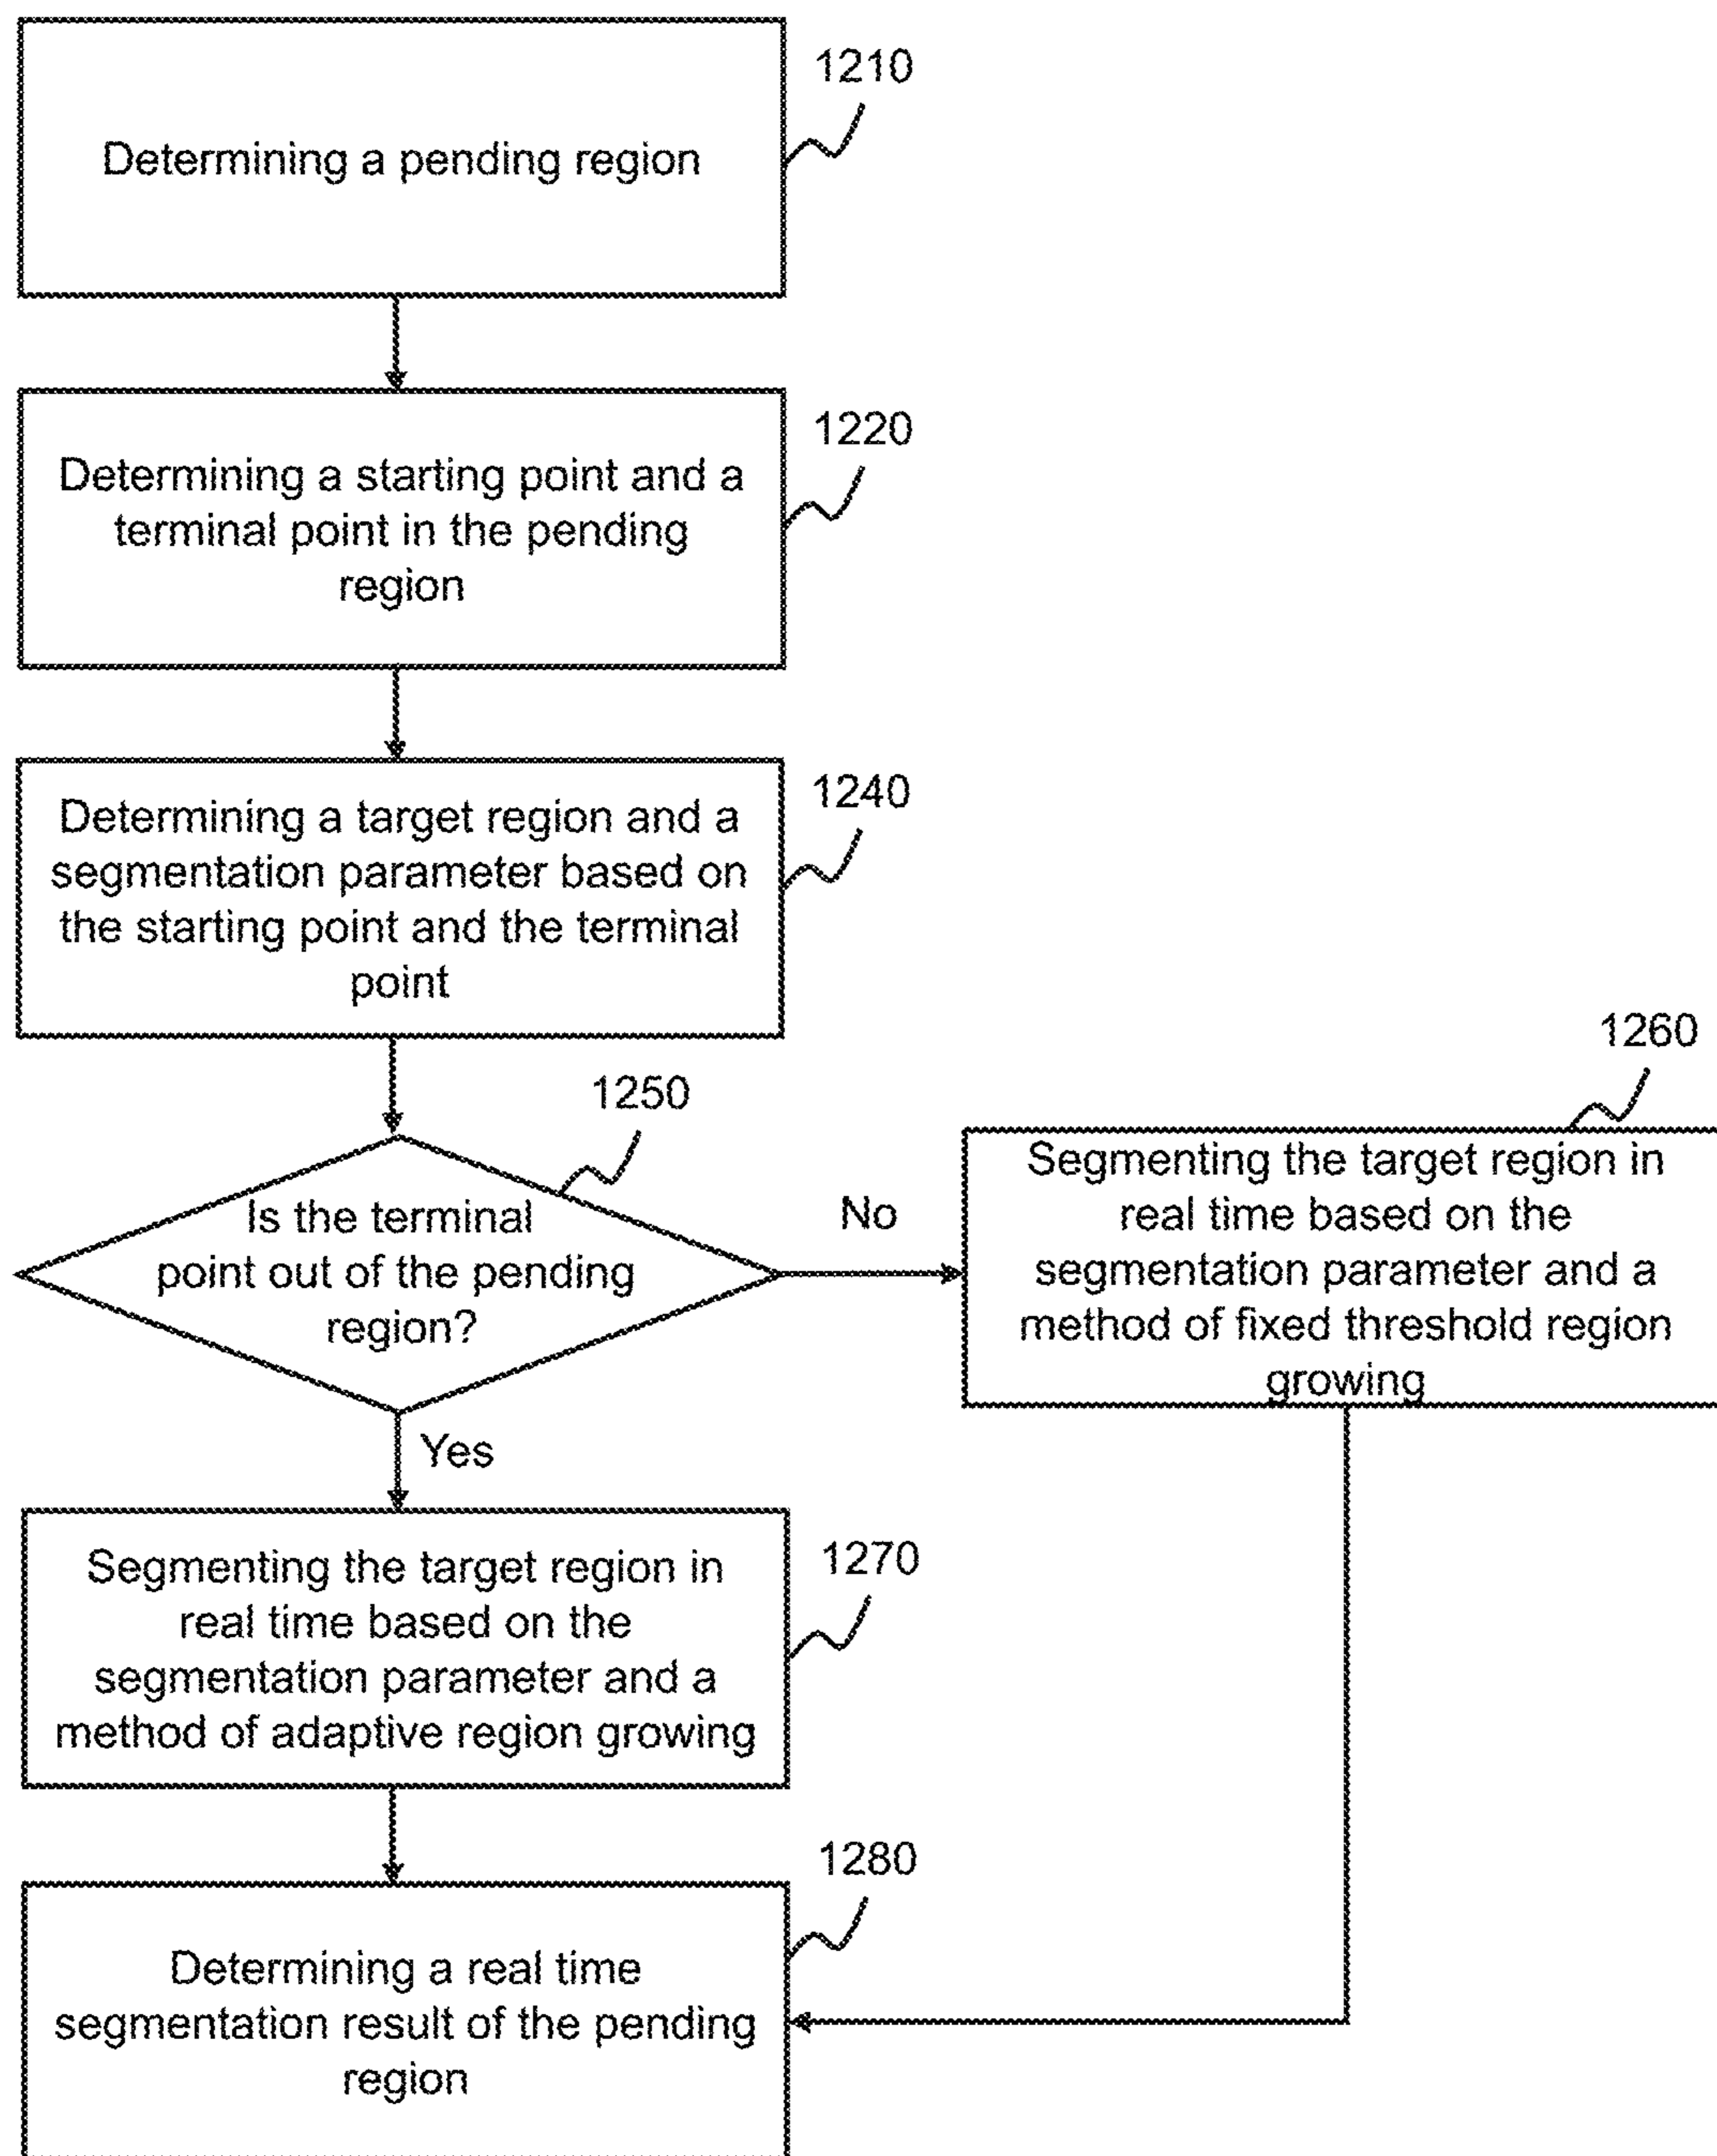 1210
Determining a pending region
1220
Determining a starting point and a
terminal point in the pending
region
1240
Determining a target region and a
segmentation parameter based on
the starting point and the terminal
point
1250
Is the terminal
point out of the pending
region?
No
Yes
1260
Segmenting the target region in
real time based on the
segmentation parameter and a
method of fixed threshold region
growing
1270
Segmenting the target region in
real time based on the
segmentation parameter and a
method of adaptive region growing
1280
Determining a real time
segmentation result of the pending
region